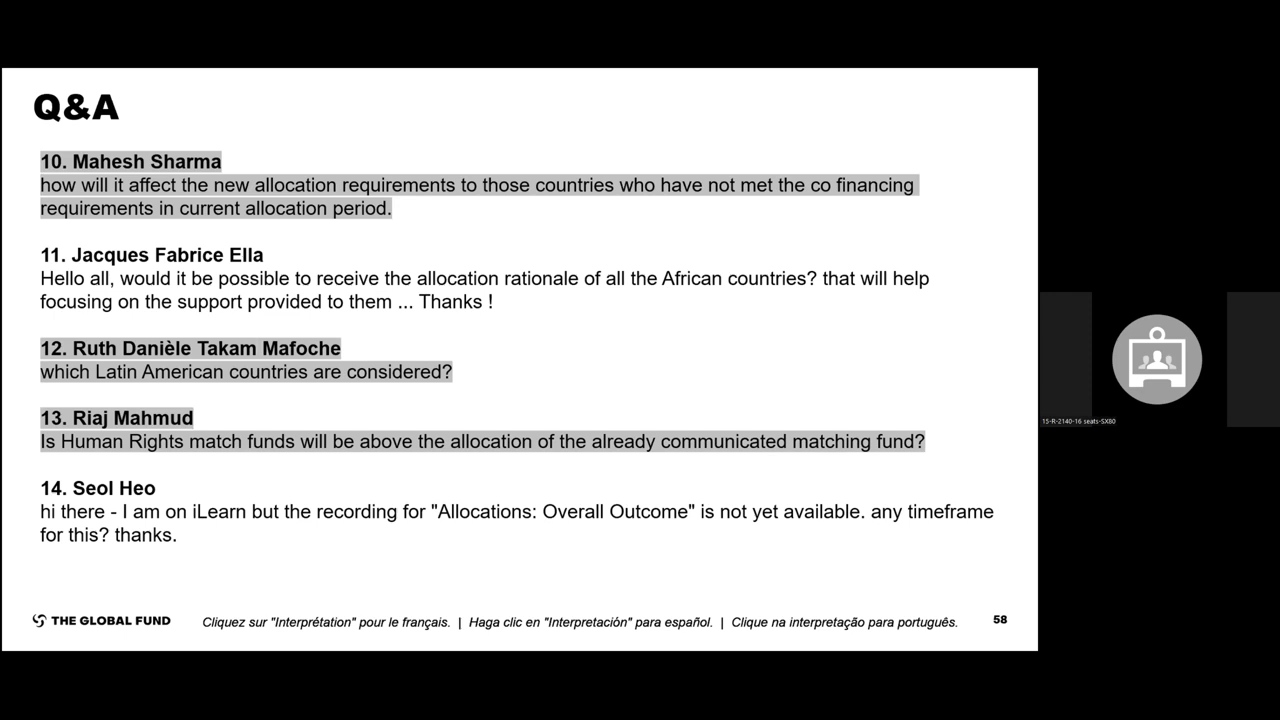 Q&A
10. Mahesh Sharma
how will it affect the new allocation requirements to those countries who have not met the co financing
requirements in current allocation period.
11. Jacques Fabrice Ella
Hello all, would it be possible to receive the allocation rationale of all the African countries? that will help
focusing on the support provided to them ... Thanks !
12. Ruth Danièle Takam Mafoche
which Latin American countries are considered?
13. Riaj Mahmud
Is Human Rights match funds will be above the allocation of the already communicated matching fund?
14. Seol Heo
hi there - I am on iLearn but the recording for "Allocations: Overall Outcome" is not yet available. any timeframe
for this? thanks.
THE GLOBAL FUND
Cliquez sur "Interprétation" pour le français. | Haga clic en "Interpretación" para español. | Clique na interpretação para português.
58
15-R-2140-16 seats-SX80